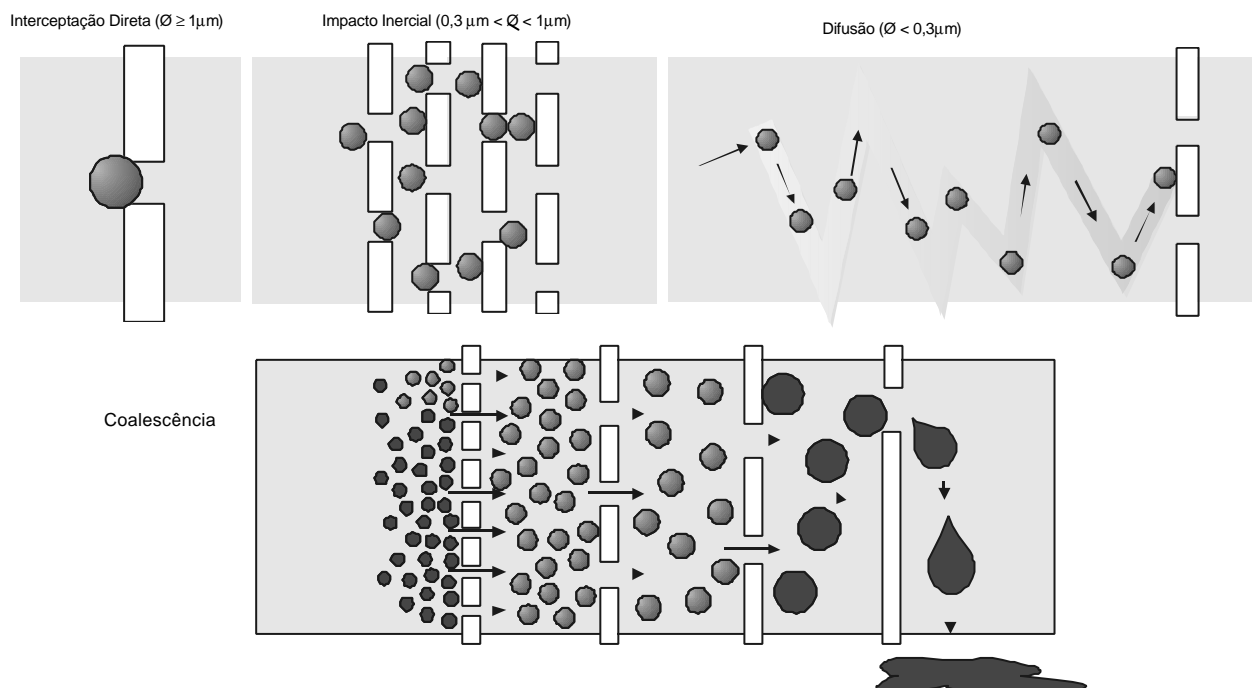 Interceptação Direta (Ø ≥ 1μm)
Impacto Inercial (0,3 μm < Ø < 1μm)
Difusão (Ø < 0,3μm)
Coalescência